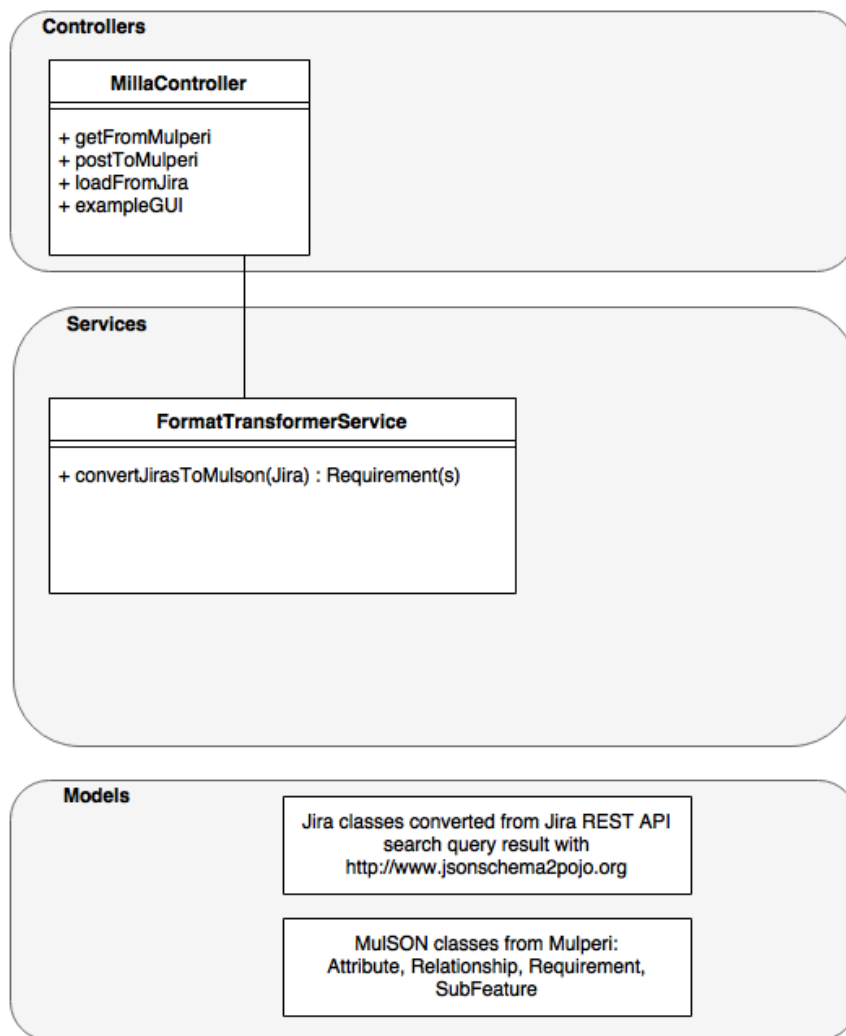 Controllers
MillaController
+ getFromMulperi
+ postToMulperi
+ loadFromJira
+ exampleGUI
Services
FormatTransformerService
+ convertJirasToMulson(Jira) : Requirement(s)
Models
Jira classes converted from Jira REST API
search query result with
http://www.jsonschema2pojo.org
MulSON classes from Mulperi:
Attribute, Relationship, Requirement,
SubFeature